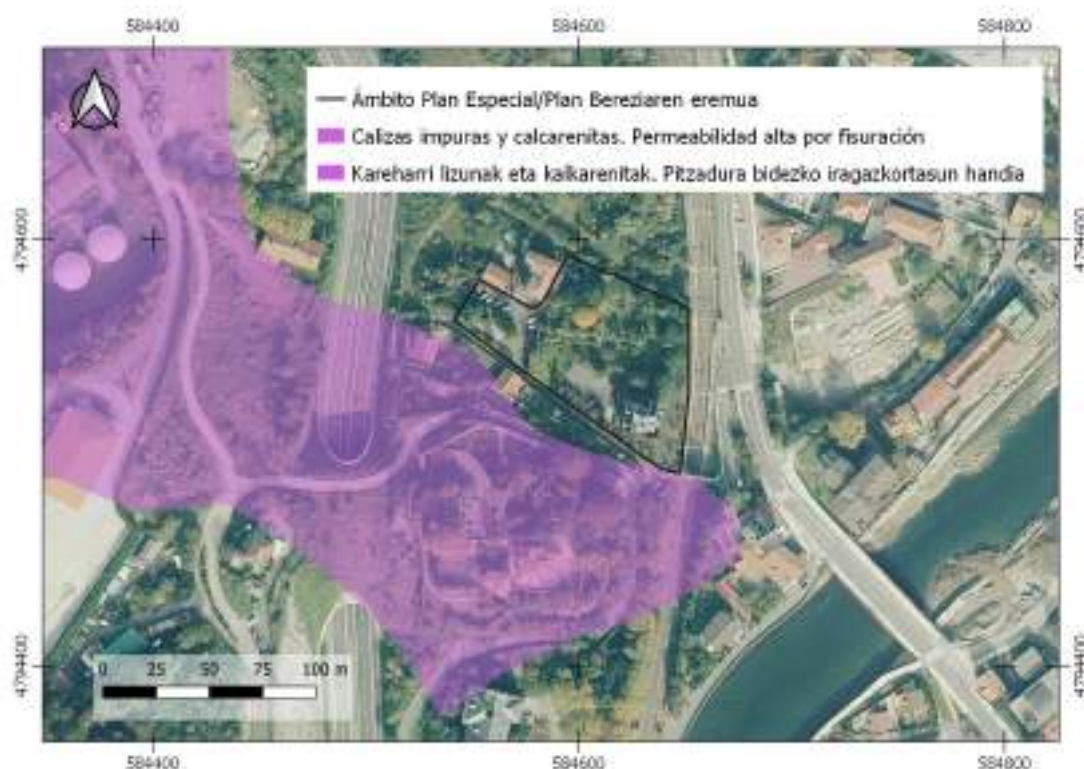 584400 584600 584800
Ámbito Plan Especial/Plan Bereziaren eremua
Calizas impuras y calcarenitas. Permeabilidad alta por fisuración
Kareharri lizunak eta kalkarenitak. Pitzadura bidezko iragazkortasun handia
4794600 4794600
4794400 4794400
0 25 50 75 100 m
584400 584600 584800